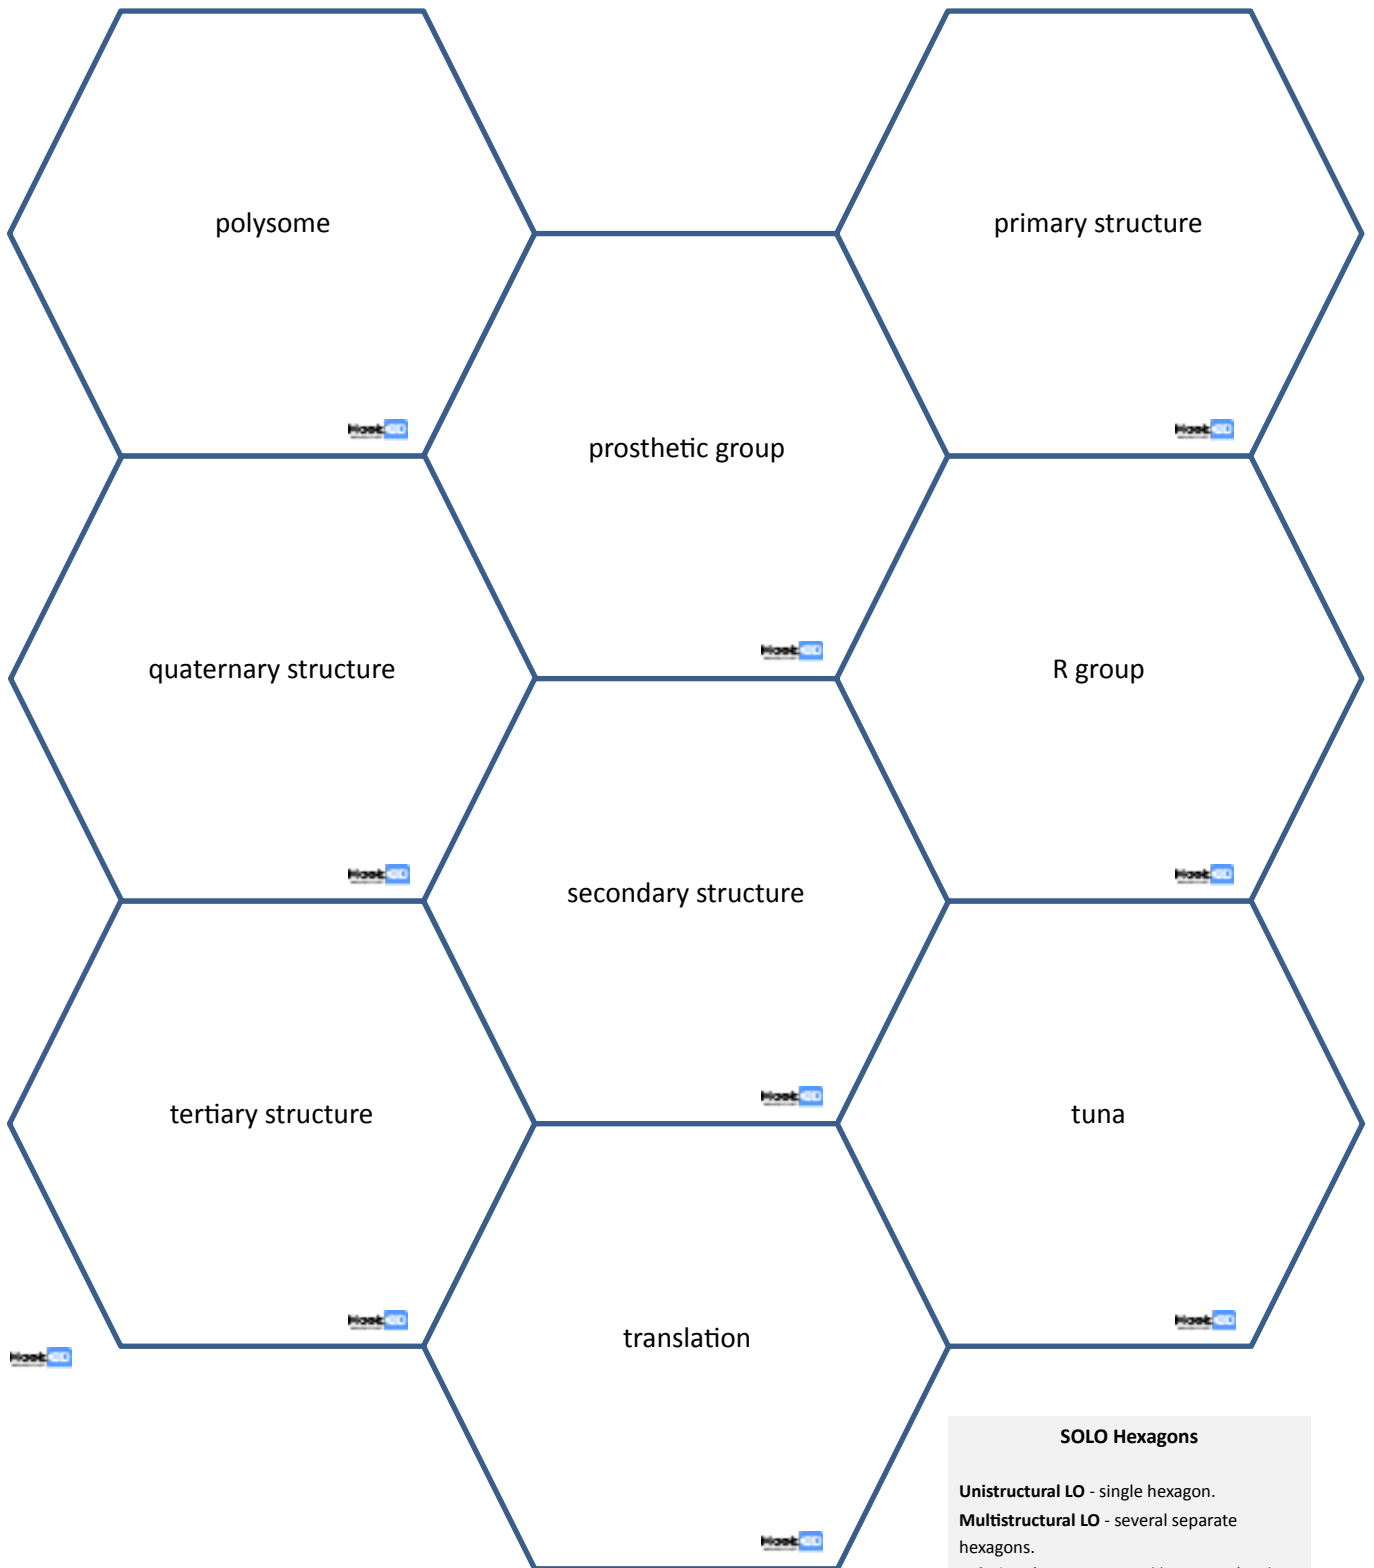 polysome
primary structure
prosthetic group
quaternary structure
R group
secondary structure
tertiary structure
tuna
translation
SOLO Hexagons
Unistructural LO - single hexagon.
Multistructural LO - several separate
hexagons.